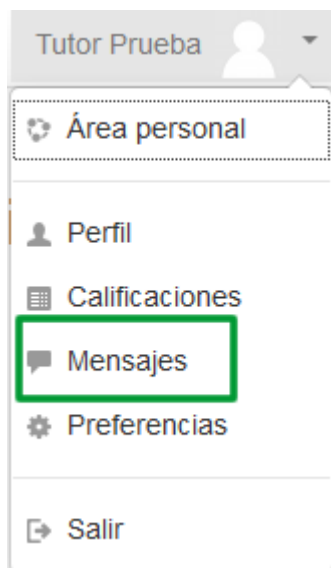 Tutor Prueba
Área personal
Perfil
Calificaciones
Mensajes
Preferencias
Salir